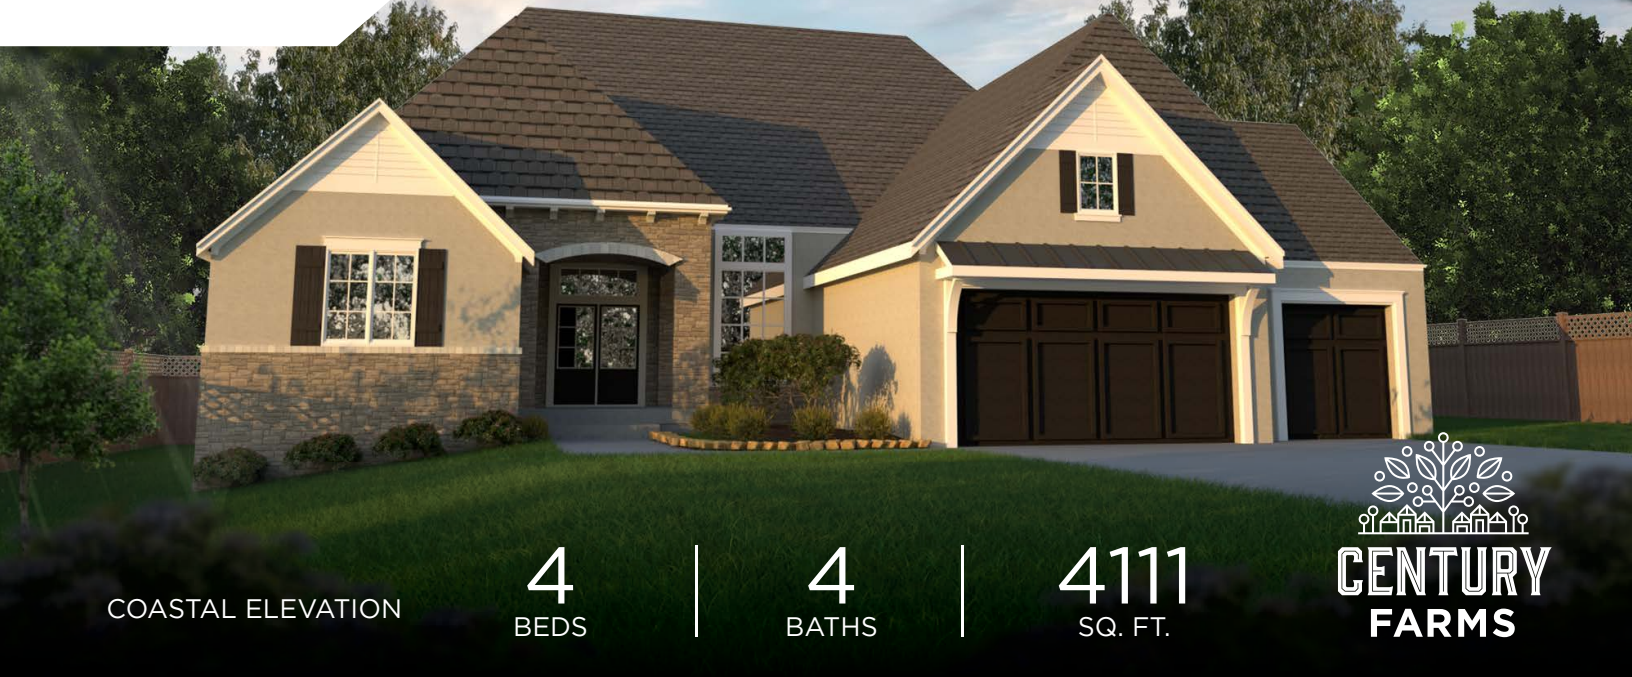 COASTAL ELEVATION
4
BEDS
4
BATHS
4111
SQ. FT.
CENTURY
FARMS